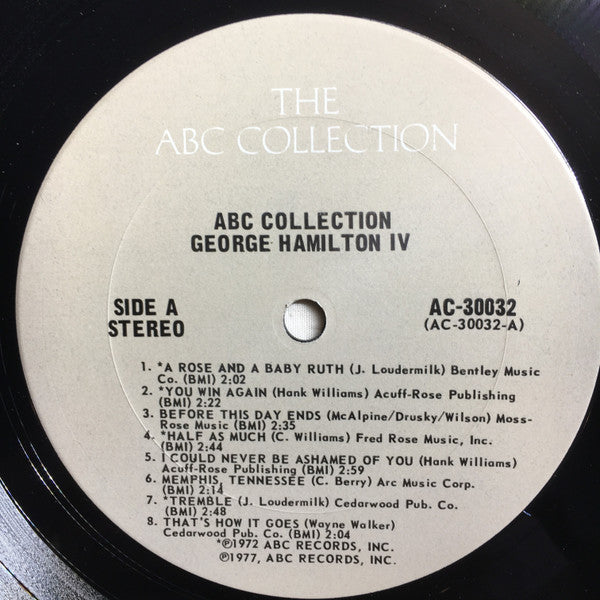 THE
ABC COLLECTION
ABC COLLECTION
GEORGE HAMILTON IV
SIDE A
STEREO
AC-30032
(AC-30032-A)
1. *A ROSE AND A BABY RUTH (J. Loudermilk) Bentley Music
Co. (BMI) 2:02
2. *YOU WIN AGAIN (Hank Williams) Acuff-Rose Publishing
(BMI) 2:22
3. BEFORE THIS DAY ENDS (McAlpine/Drusky/Wilson) Moss-
Rose Music (BMI) 2:35
4. *HALF AS MUCH (C. Williams) Fred Rose Music, Inc.
(BMI) 2:44
5. I COULD NEVER BE ASHAMED OF YOU (Hank Williams)
Acuff-Rose Publishing (BMI) 2:59
6. MEMPHIS, TENNESSEE (C. Berry) Arc Music Corp.
(BMI) 2:14
7. *TREMBLE (J. Loudermilk) Cedarwood Pub. Co.
(BMI) 2:48
8. THAT'S HOW IT GOES (Wayne Walker)
Cedarwood Pub. Co. (BMI) 2:04
*℗1972 ABC RECORDS, INC.
℗1977, ABC RECORDS, INC.